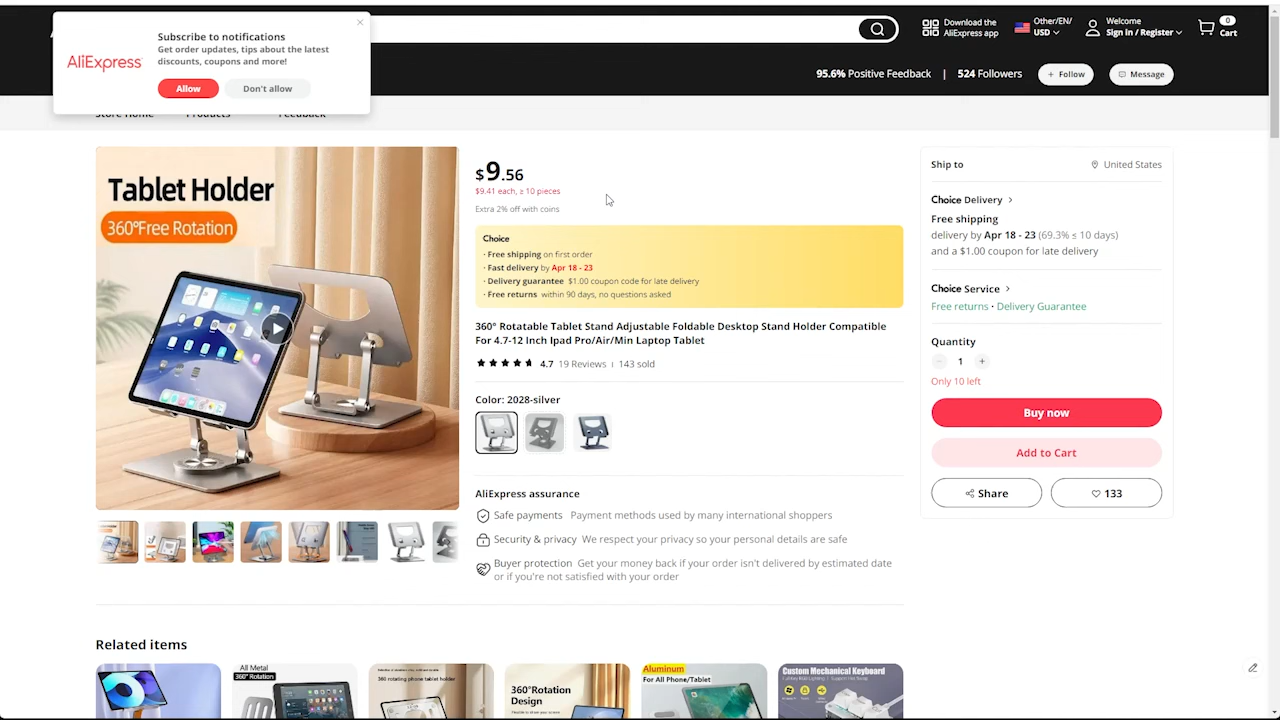 Subscribe to notifications
Get order updates, tips about the latest
discounts, coupons and more!
AliExpress
Allow
Don't allow
Download the
AliExpress app
Other/EN/
USD
Welcome
Sign in / Register
0
Cart
95.6% Positive Feedback | 524 Followers
+ Follow
Message
Store Home
Products
Feedback
Tablet Holder
360°Free Rotation
$9.56
$9.41 each, ≥ 10 pieces
Extra 2% off with coins
Choice
· Free shipping on first order
· Fast delivery by Apr 18 - 23
· Delivery guarantee $1.00 coupon code for late delivery
· Free returns within 90 days, no questions asked
360° Rotatable Tablet Stand Adjustable Foldable Desktop Stand Holder Compatible
For 4.7-12 Inch Ipad Pro/Air/Min Laptop Tablet
4.7 19 Reviews | 143 sold
Color: 2028-silver
AliExpress assurance
Safe payments Payment methods used by many international shoppers
Security & privacy We respect your privacy so your personal details are safe
Buyer protection Get your money back if your order isn't delivered by estimated date
or if you're not satisfied with your order
Ship to
United States
Choice Delivery >
Free shipping
delivery by Apr 18 - 23 (69.3% ≤ 10 days)
and a $1.00 coupon for late delivery
Choice Service >
Free returns · Delivery Guarantee
Quantity
- 1 +
Only 10 left
Buy now
Add to Cart
Share
133
Related items
All Metal
360° Rotation
360 rotating phone tablet holder
360°Rotation
Design
Aluminum
For All Phone/Tablet
Custom Mechanical Keyboard